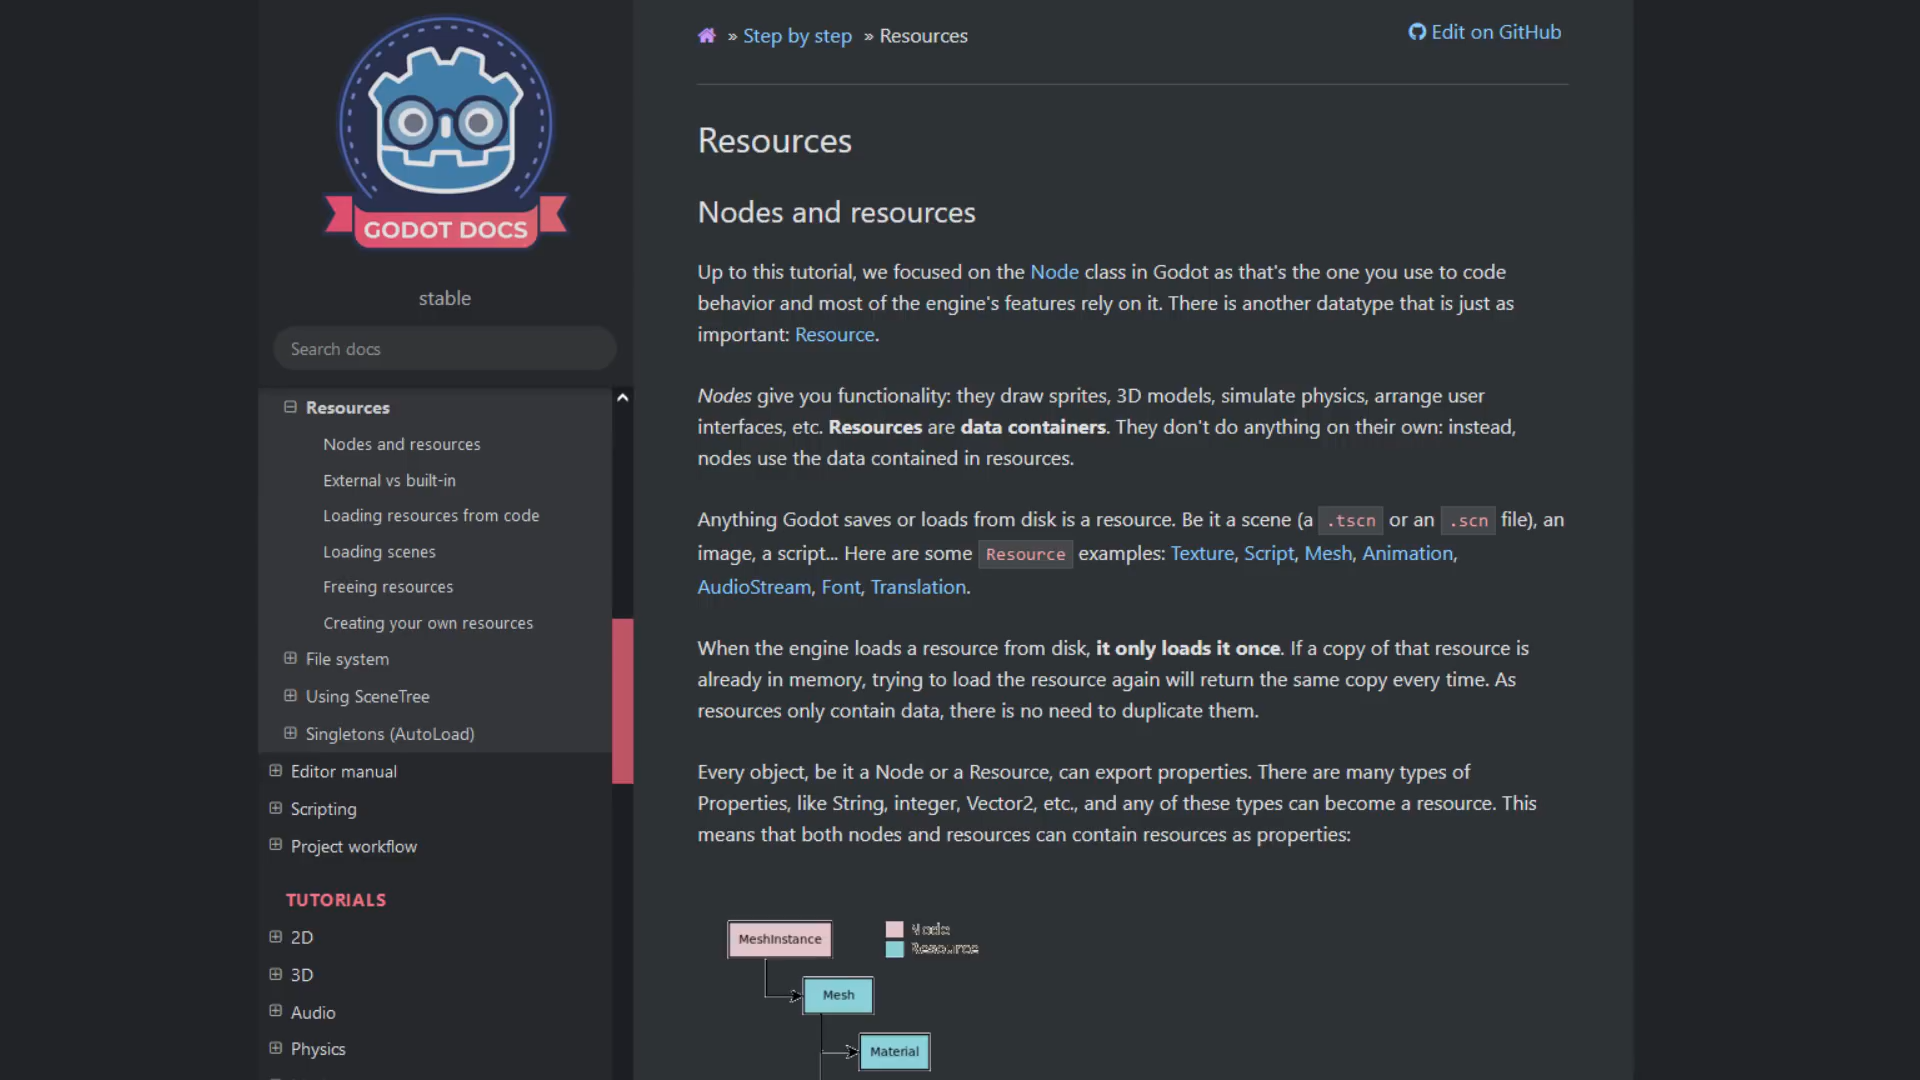 GODOT DOCS
stable
Search docs
Resources
Nodes and resources
External vs built-in
Loading resources from code
Loading scenes
Freeing resources
Creating your own resources
File system
Using SceneTree
Singletons (AutoLoad)
Editor manual
Scripting
Project workflow
TUTORIALS
2D
3D
Audio
Physics
» Step by step » Resources
Edit on GitHub
Resources
Nodes and resources
Up to this tutorial, we focused on the Node class in Godot as that's the one you use to code
behavior and most of the engine's features rely on it. There is another datatype that is just as
important: Resource.
Nodes give you functionality: they draw sprites, 3D models, simulate physics, arrange user
interfaces, etc. Resources are data containers. They don't do anything on their own: instead,
nodes use the data contained in resources.
Anything Godot saves or loads from disk is a resource. Be it a scene (a .tscn or an .scn file), an
image, a script... Here are some Resource examples: Texture, Script, Mesh, Animation,
AudioStream, Font, Translation.
When the engine loads a resource from disk, it only loads it once. If a copy of that resource is
already in memory, trying to load the resource again will return the same copy every time. As
resources only contain data, there is no need to duplicate them.
Every object, be it a Node or a Resource, can export properties. There are many types of
Properties, like String, integer, Vector2, etc., and any of these types can become a resource. This
means that both nodes and resources can contain resources as properties:
MeshInstance
Node
Resource
Mesh
Material